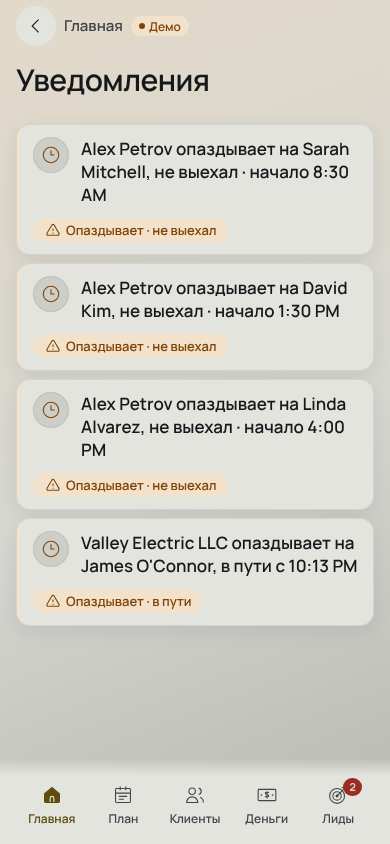 Главная
Демо
Уведомления
Alex Petrov опаздывает на Sarah
Mitchell, не выехал · начало 8:30
AM
Опаздывает · не выехал
Alex Petrov опаздывает на David
Kim, не выехал · начало 1:30 PM
Опаздывает · не выехал
Alex Petrov опаздывает на Linda
Alvarez, не выехал · начало 4:00
PM
Опаздывает · не выехал
Valley Electric LLC опаздывает на
James O'Connor, в пути с 10:13 PM
Опаздывает · в пути
2
Главная
План
Клиенты
Деньги
Лиды